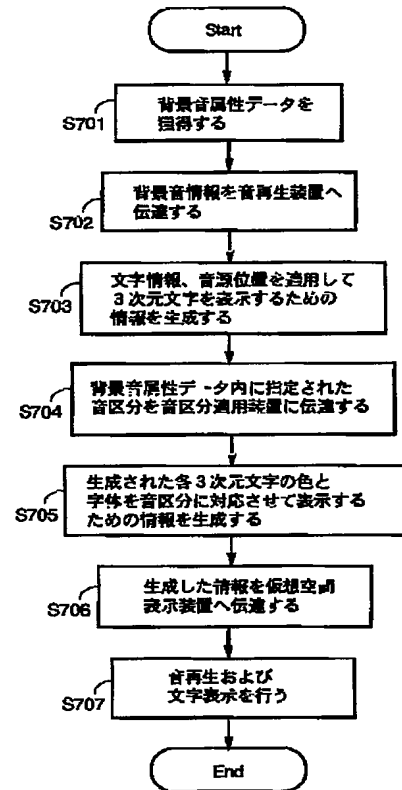 Start
S701
背景音属性データを
獲得する
S702
背景音情報を音再生装置へ
伝達する
S703
文字情報、音源位置を適用して
3次元文字を表示するための
情報を生成する
S704
背景音属性データ内に指定された
音区分を音区分適用装置に伝達する
S705
生成された各3次元文字の色と
字体を音区分に対応させて表示する
ための情報を生成する
S706
生成した情報を仮想空間
表示装置へ伝達する
S707
音再生および
文字表示を行う
End